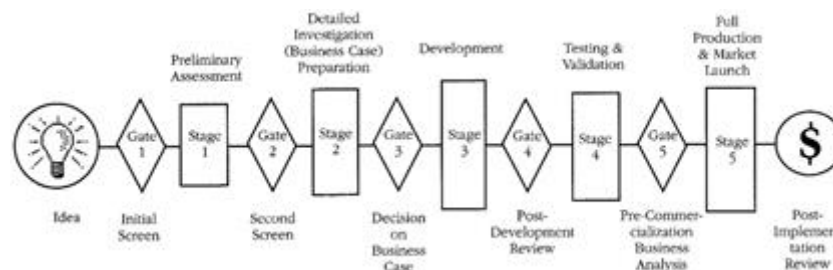 Preliminary
Assessment
Detailed
Investigation
(Business Case)
Preparation
Development
Testing &
Validation
Full
Production
& Market
Launch
Gate
1
Stage
1
Gate
2
Stage
2
Gate
3
Stage
3
Gate
4
Stage
4
Gate
5
Stage
5
$
Idea
Initial
Screen
Second
Screen
Decision
on
Business
Case
Post-
Development
Review
Pre-Commer-
cialization
Business
Analysis
Post-
Implemen-
tation
Review